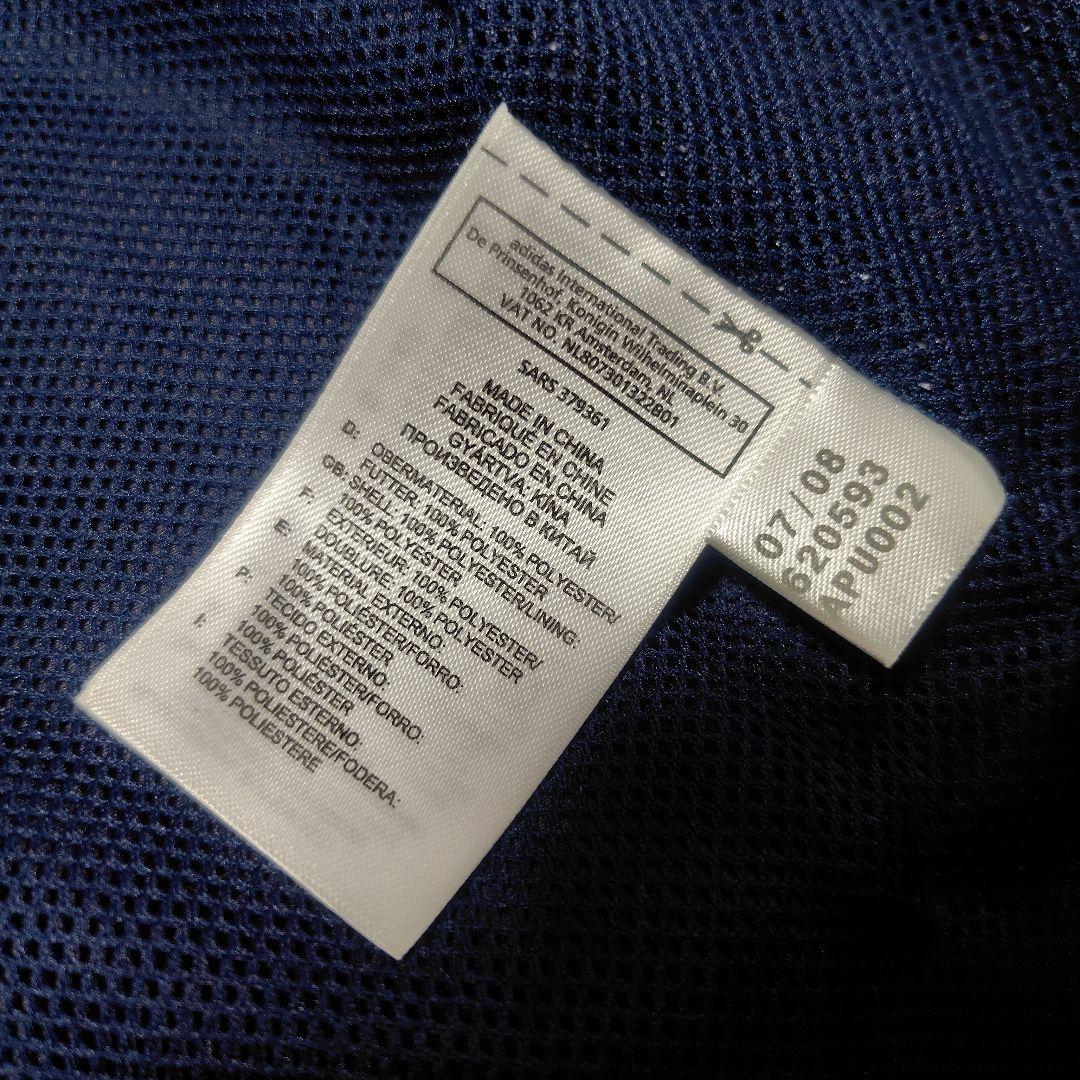 adidas International Trading B.V.
De Prinsenhof, Konigin Wilhelminaplein 30
1062 KR Amsterdam, NL
VAT NO. NL807301322B01
SARS 379361
MADE IN CHINA
FABRIQUE EN CHINE
FABRICADO EN CHINA
GYÁRTVA: KÍNA
ПРОИЗВЕДЕНО В КИТАЙ
D: OBERMATERIAL: 100% POLYESTER/
FUTTER: 100% POLYESTER
GB: SHELL: 100% POLYESTER/LINING:
100% POLYESTER
F: EXTERIEUR: 100% POLYESTER/
DOUBLURE: 100% POLYESTER
E: MATERIAL EXTERNO:
100% POLIÉSTER/FORRO:
100% POLIÉSTER
P: TECIDO EXTERNO:
100% POLIÉSTER/FORRO:
100% POLIÉSTER
I: TESSUTO ESTERNO:
100% POLIESTERE/FODERA:
100% POLIESTERE
07/08
620593
APU002